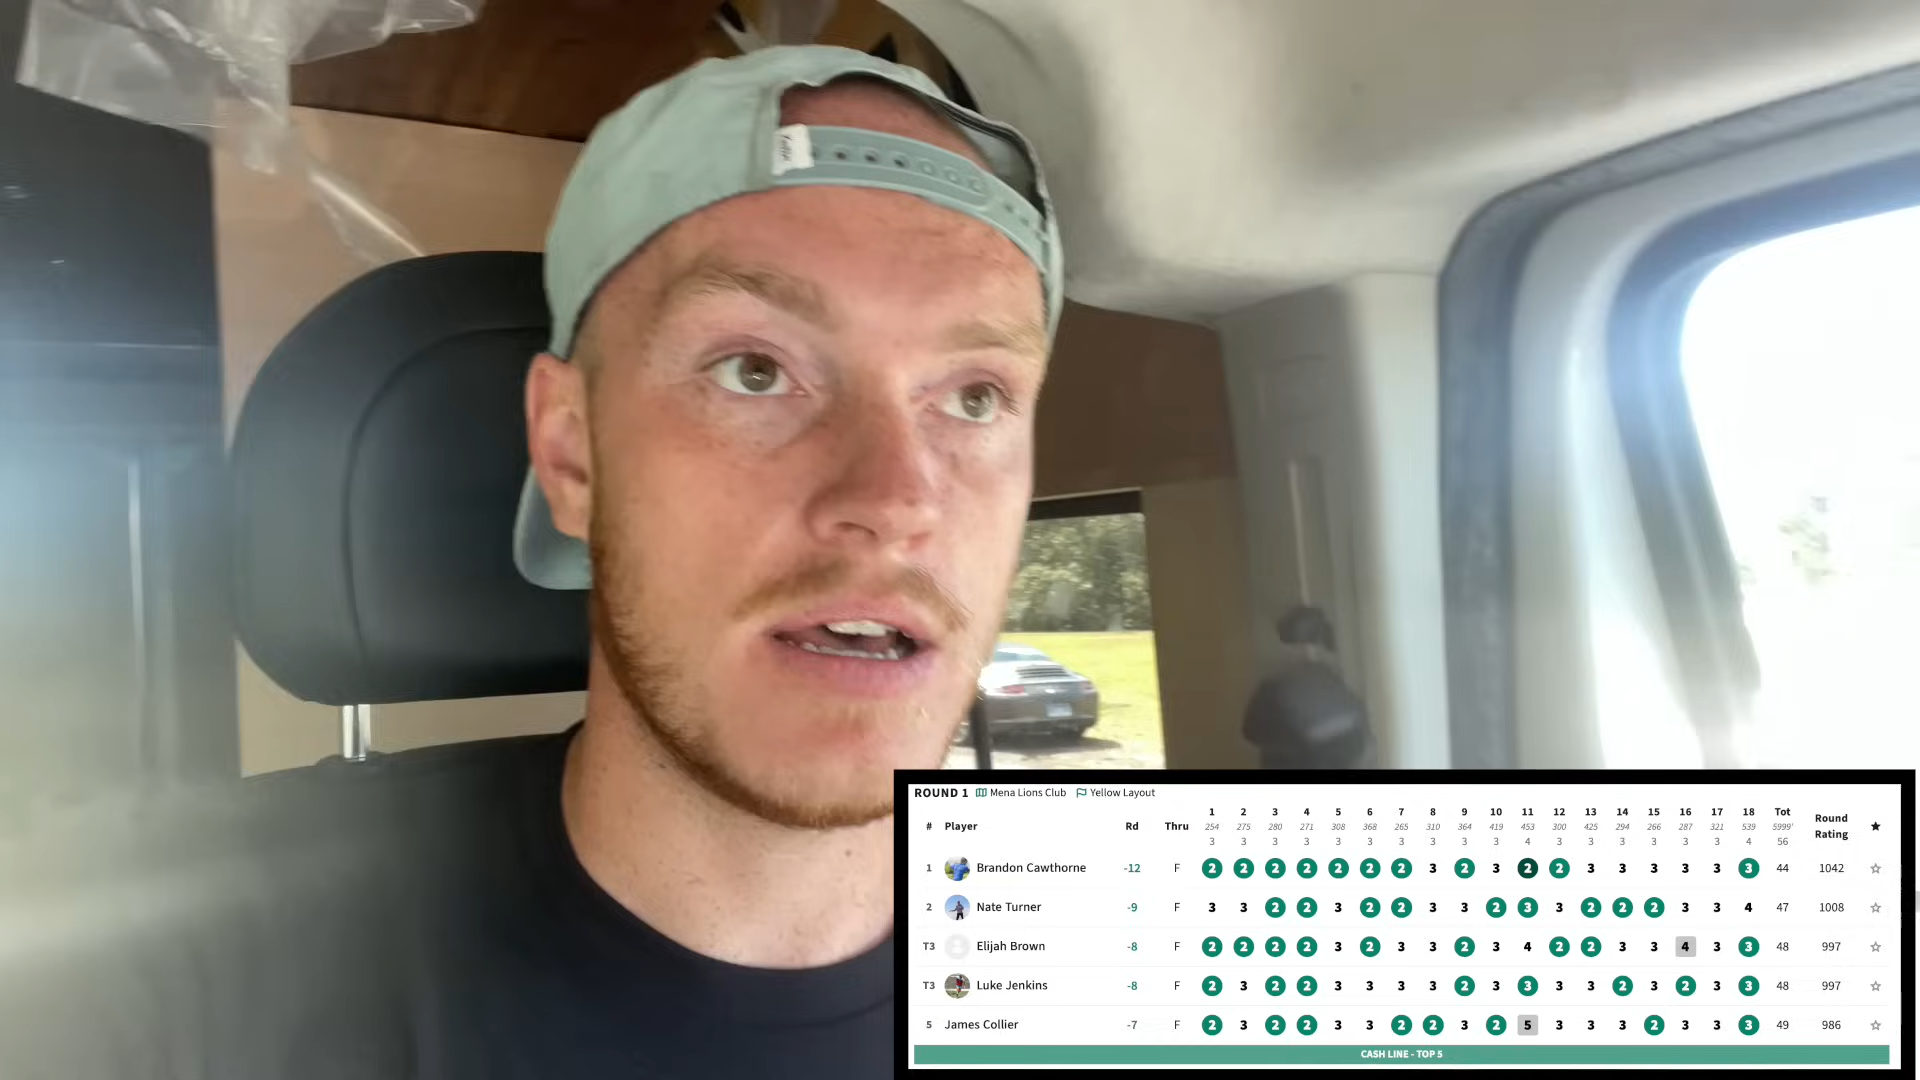 ROUND 1 Mena Lions Club Yellow Layout
# Player Rd Thru 1 2 3 4 5 6 7 8 9 10 11 12 13 14 15 16 17 18 Tot Round Rating ★
254 275 280 271 308 368 265 310 364 419 453 300 425 294 266 287 321 539 5999'
3 3 3 3 3 3 3 3 3 3 4 3 3 3 3 3 3 4 56
1 Brandon Cawthorne -12 F 2 2 2 2 2 2 2 3 2 3 2 2 3 3 3 3 3 3 44 1042
2 Nate Turner -9 F 3 3 2 2 3 2 2 3 3 2 3 3 2 2 2 3 3 4 47 1008
T3 Elijah Brown -8 F 2 2 2 2 3 2 3 3 2 3 4 2 2 3 3 4 3 3 48 997
T3 Luke Jenkins -8 F 2 3 2 2 3 3 3 3 2 3 3 3 3 2 3 2 3 3 48 997
5 James Collier -7 F 2 3 2 2 3 3 2 2 3 2 5 3 3 3 2 3 3 3 49 986
CASH LINE - TOP 5